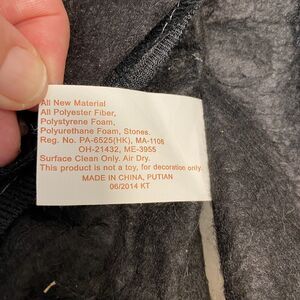 All New Material
All Polyester Fiber,
Polystyrene Foam,
Polyurethane Foam, Stones.
Reg. No. PA-6525(HK), MA-1108
OH-21432, ME-3955
Surface Clean Only. Air Dry.
This product is not a toy, for decoration only.
MADE IN CHINA, PUTIAN
06/2014 KT